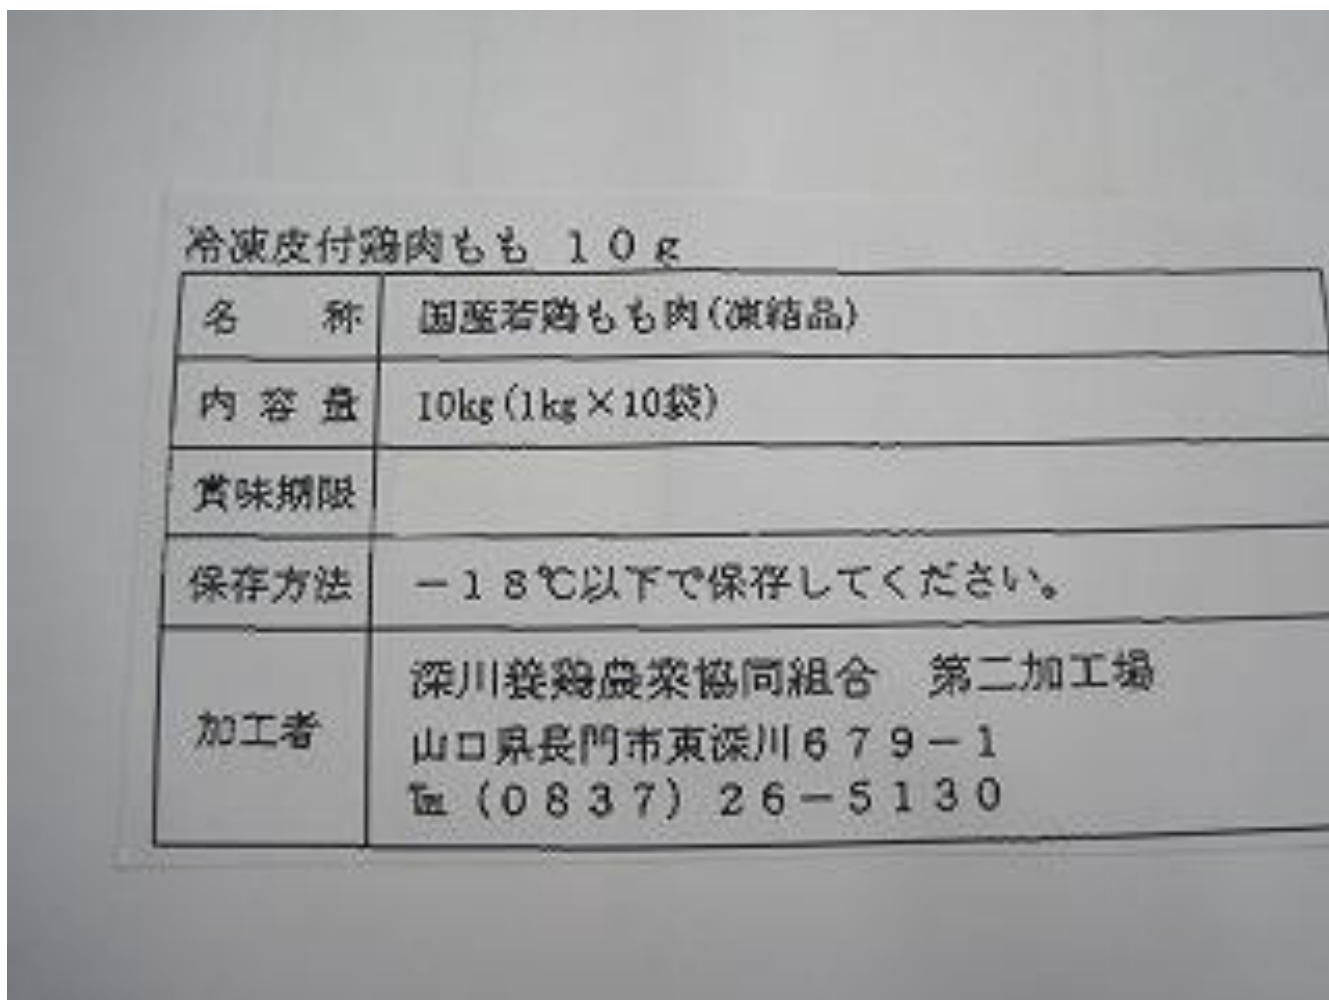 冷凍皮付鶏肉もも １０ｇ
名　称 国産若鶏もも肉(凍結品)
内容量 10kg(1kg×10袋)
賞味期限
保存方法 －１８℃以下で保存してください。
加工者
深川養鶏農業協同組合　第二加工場
山口県長門市東深川６７９－１
℡（０８３７）２６－５１３０